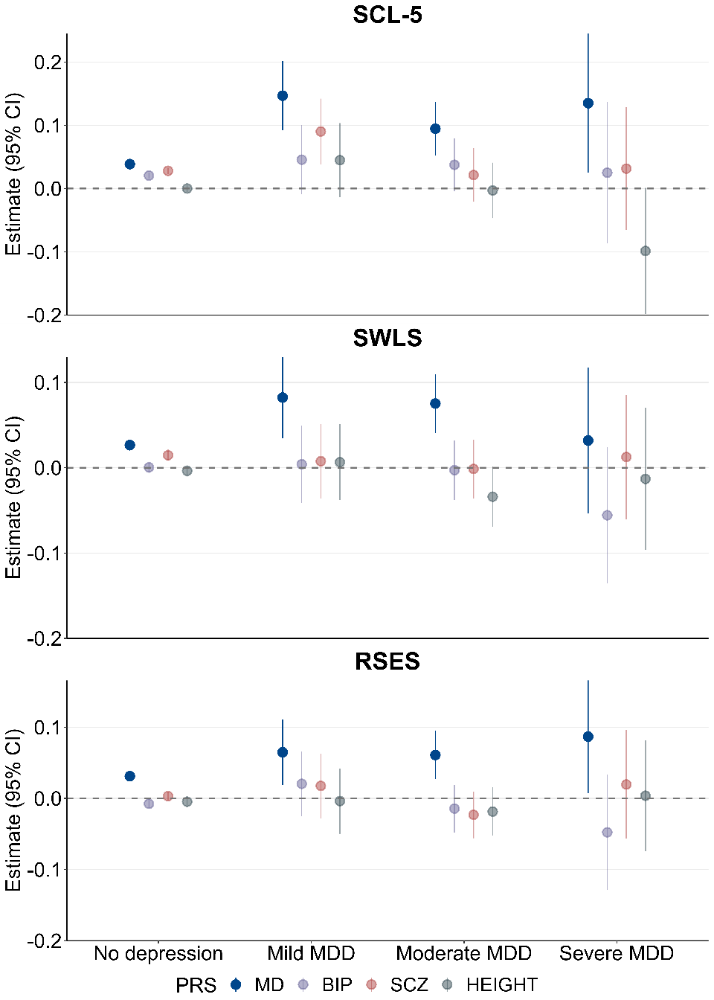 SCL-5
Estimate (95% CI)
0.2
0.1
0.0
-0.1
-0.2
SWLS
Estimate (95% CI)
0.1
0.0
-0.1
-0.2
RSES
Estimate (95% CI)
0.1
0.0
-0.1
-0.2
No depression Mild MDD Moderate MDD Severe MDD
PRS MD BIP SCZ HEIGHT